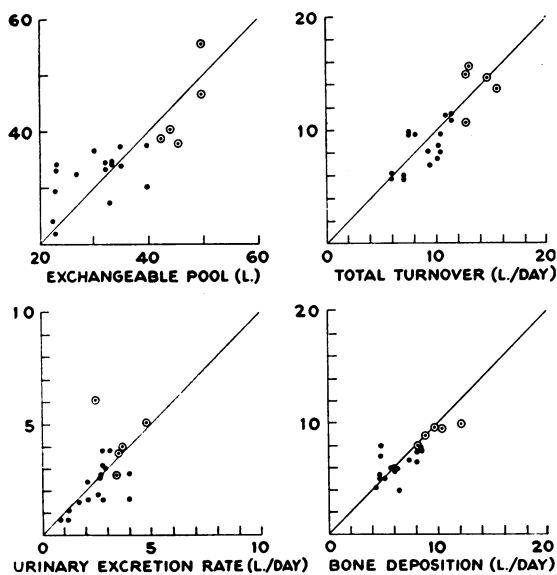 60
40
20 40 60
EXCHANGEABLE POOL (L.)
20
10
0 10 20
TOTAL TURNOVER (L./DAY)
10
5
0 5 10
URINARY EXCRETION RATE (L./DAY)
20
10
0 10 20
BONE DEPOSITION (L./DAY)